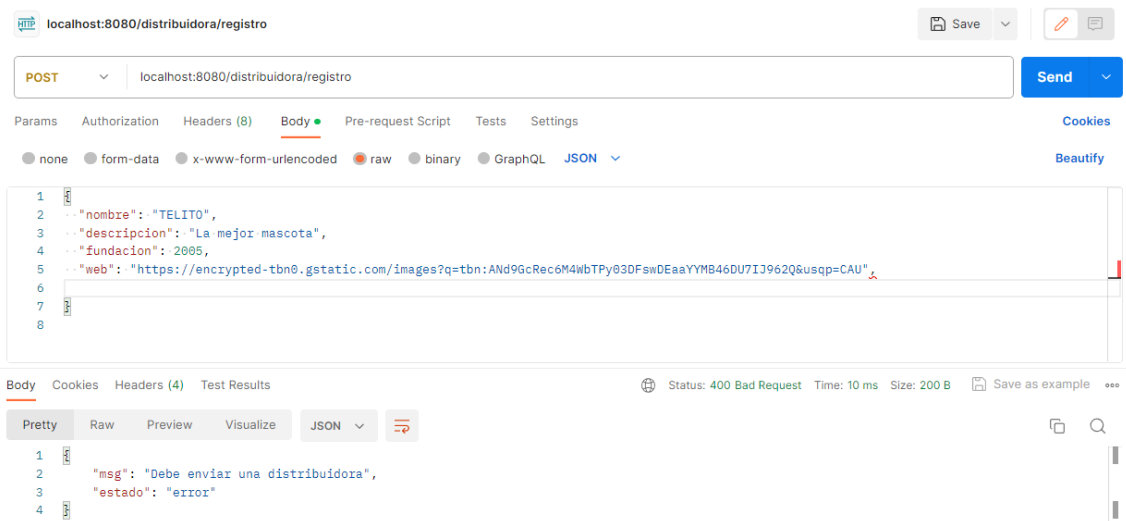 HTTP localhost:8080/distribuidora/registro Save
POST localhost:8080/distribuidora/registro Send
Params Authorization Headers (8) Body Pre-request Script Tests Settings Cookies
none form-data x-www-form-urlencoded raw binary GraphQL JSON Beautify
1 {
2 "nombre": "TELITO",
3 "descripcion": "La mejor mascota",
4 "fundacion": 2005,
5 "web": "https://encrypted-tbn0.gstatic.com/images?q=tbn:ANd9GcRec6M4WbTPy03DFswDEaaYYMB46DU7IJ962Q&usqp=CAU",
6
7 }
8
Body Cookies Headers (4) Test Results Status: 400 Bad Request Time: 10 ms Size: 200 B Save as example
Pretty Raw Preview Visualize JSON
1 {
2 "msg": "Debe enviar una distribuidora",
3 "estado": "error"
4 }